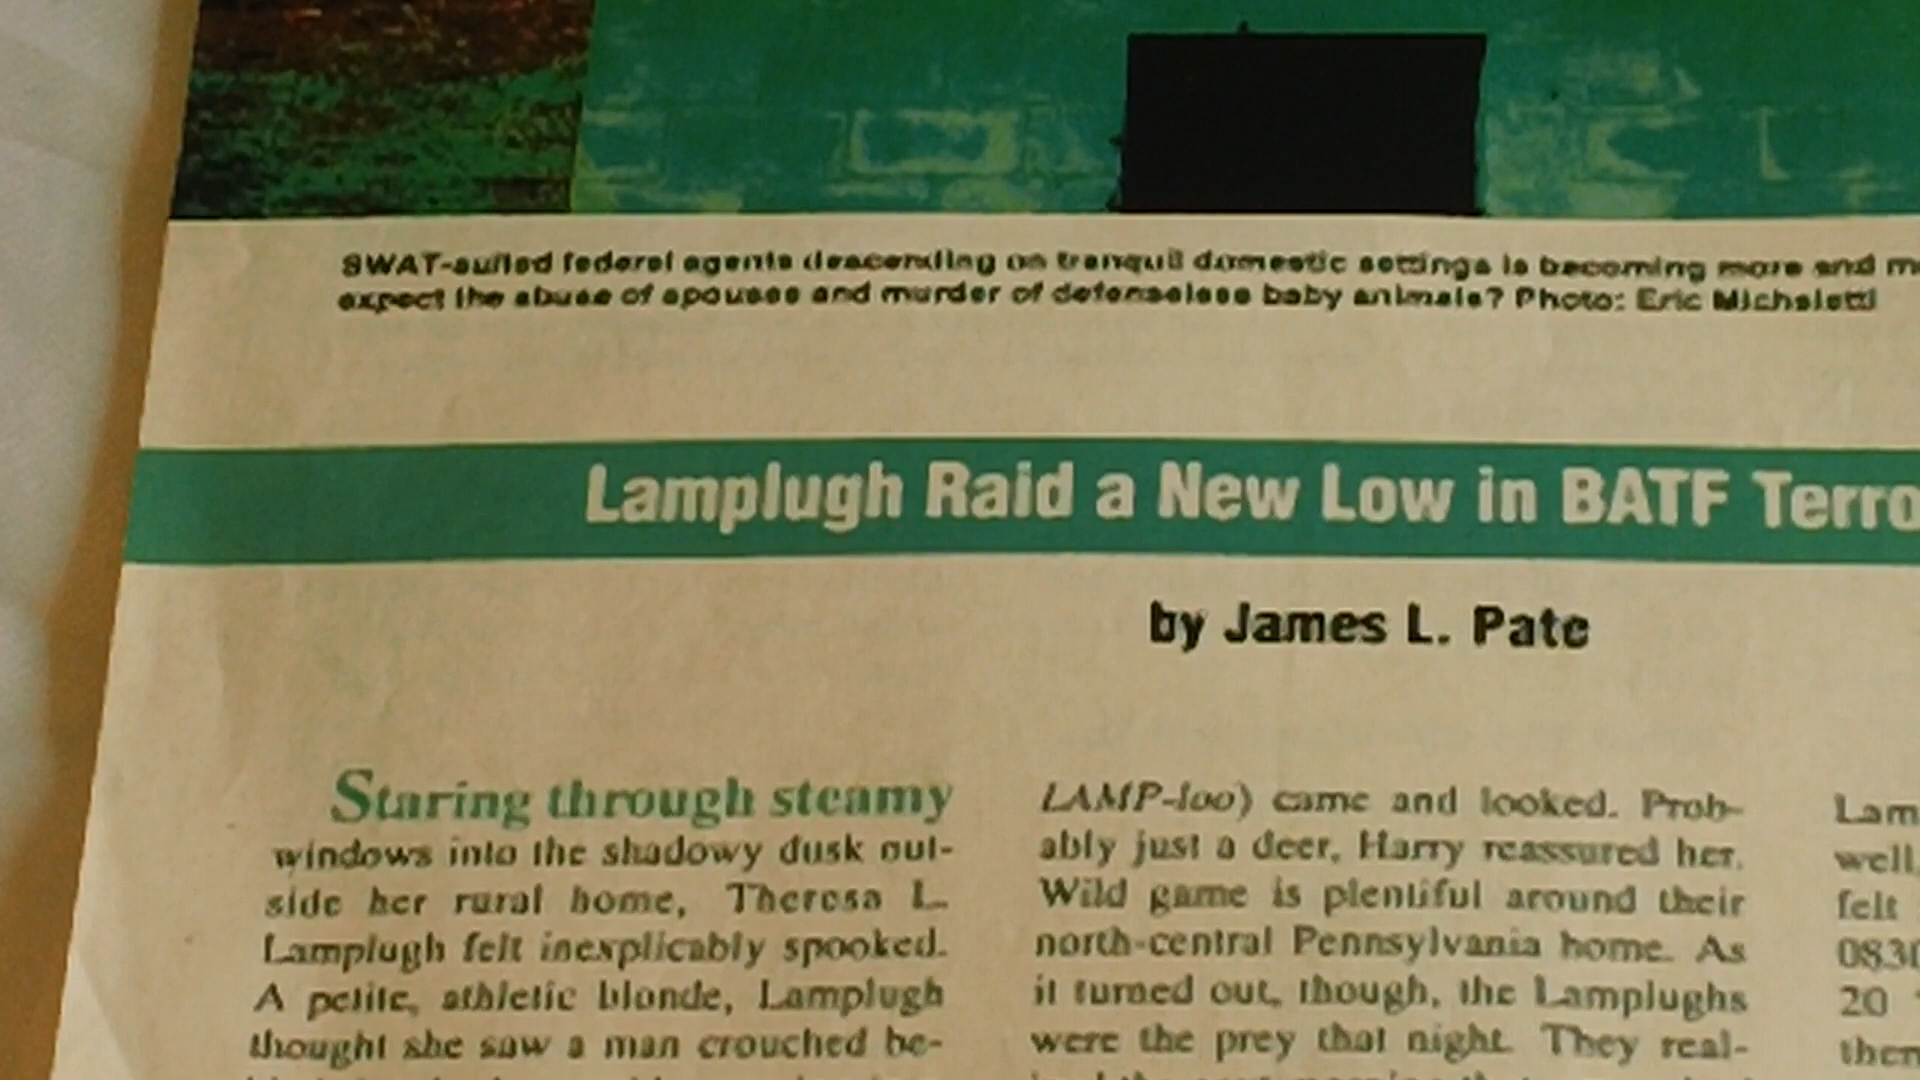 SWAT-suited federal agents descending on tranquil domestic settings is becoming more and
expect the abuse of spouses and murder of defenseless baby animals? Photo: Eric Micheletti
Lamplugh Raid a New Low in BATF Terro
by James L. Pate
Staring through steamy
windows into the shadowy dusk out-
side her rural home, Theresa L.
Lamplugh felt inexplicably spooked.
A petite, athletic blonde, Lamplugh
thought she saw a man crouched be-
LAMP-loo) came and looked. Prob-
ably just a deer, Harry reassured her.
Wild game is plentiful around their
north-central Pennsylvania home. As
it turned out, though, the Lamplughs
were the prey that night. They real-
Lam
well,
felt
0830
20
then